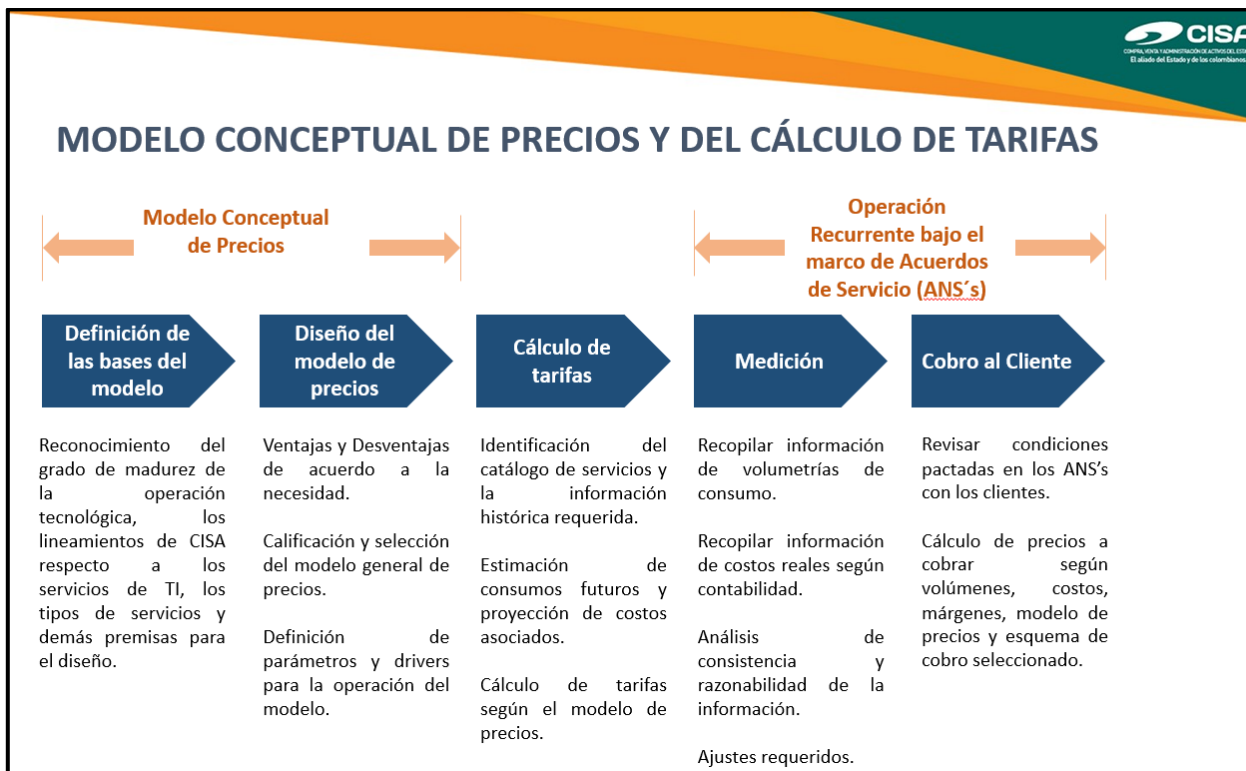 CISA
COMPRA, VENTA Y ADMINISTRACIÓN DE ACTIVOS DEL ESTADO
El aliado del Estado y de los colombianos
MODELO CONCEPTUAL DE PRECIOS Y DEL CÁLCULO DE TARIFAS
Modelo Conceptual
de Precios
Operación
Recurrente bajo el
marco de Acuerdos
de Servicio (ANS´s)
Definición de
las bases del
modelo
Diseño del
modelo de
precios
Cálculo de
tarifas
Medición
Cobro al Cliente
Reconocimiento del
grado de madurez de
la operación
tecnológica, los
lineamientos de CISA
respecto a los
servicios de TI, los
tipos de servicios y
demás premisas para
el diseño.
Ventajas y Desventajas
de acuerdo a la
necesidad.
Calificación y selección
del modelo general de
precios.
Definición de
parámetros y drivers
para la operación del
modelo.
Identificación del
catálogo de servicios y
la información
histórica requerida.
Estimación de
consumos futuros y
proyección de costos
asociados.
Cálculo de tarifas
según el modelo de
precios.
Recopilar información
de volumetrías de
consumo.
Recopilar información
de costos reales según
contabilidad.
Análisis de
consistencia y
razonabilidad de la
información.
Ajustes requeridos.
Revisar condiciones
pactadas en los ANS’s
con los clientes.
Cálculo de precios a
cobrar según
volúmenes, costos,
márgenes, modelo de
precios y esquema de
cobro seleccionado.